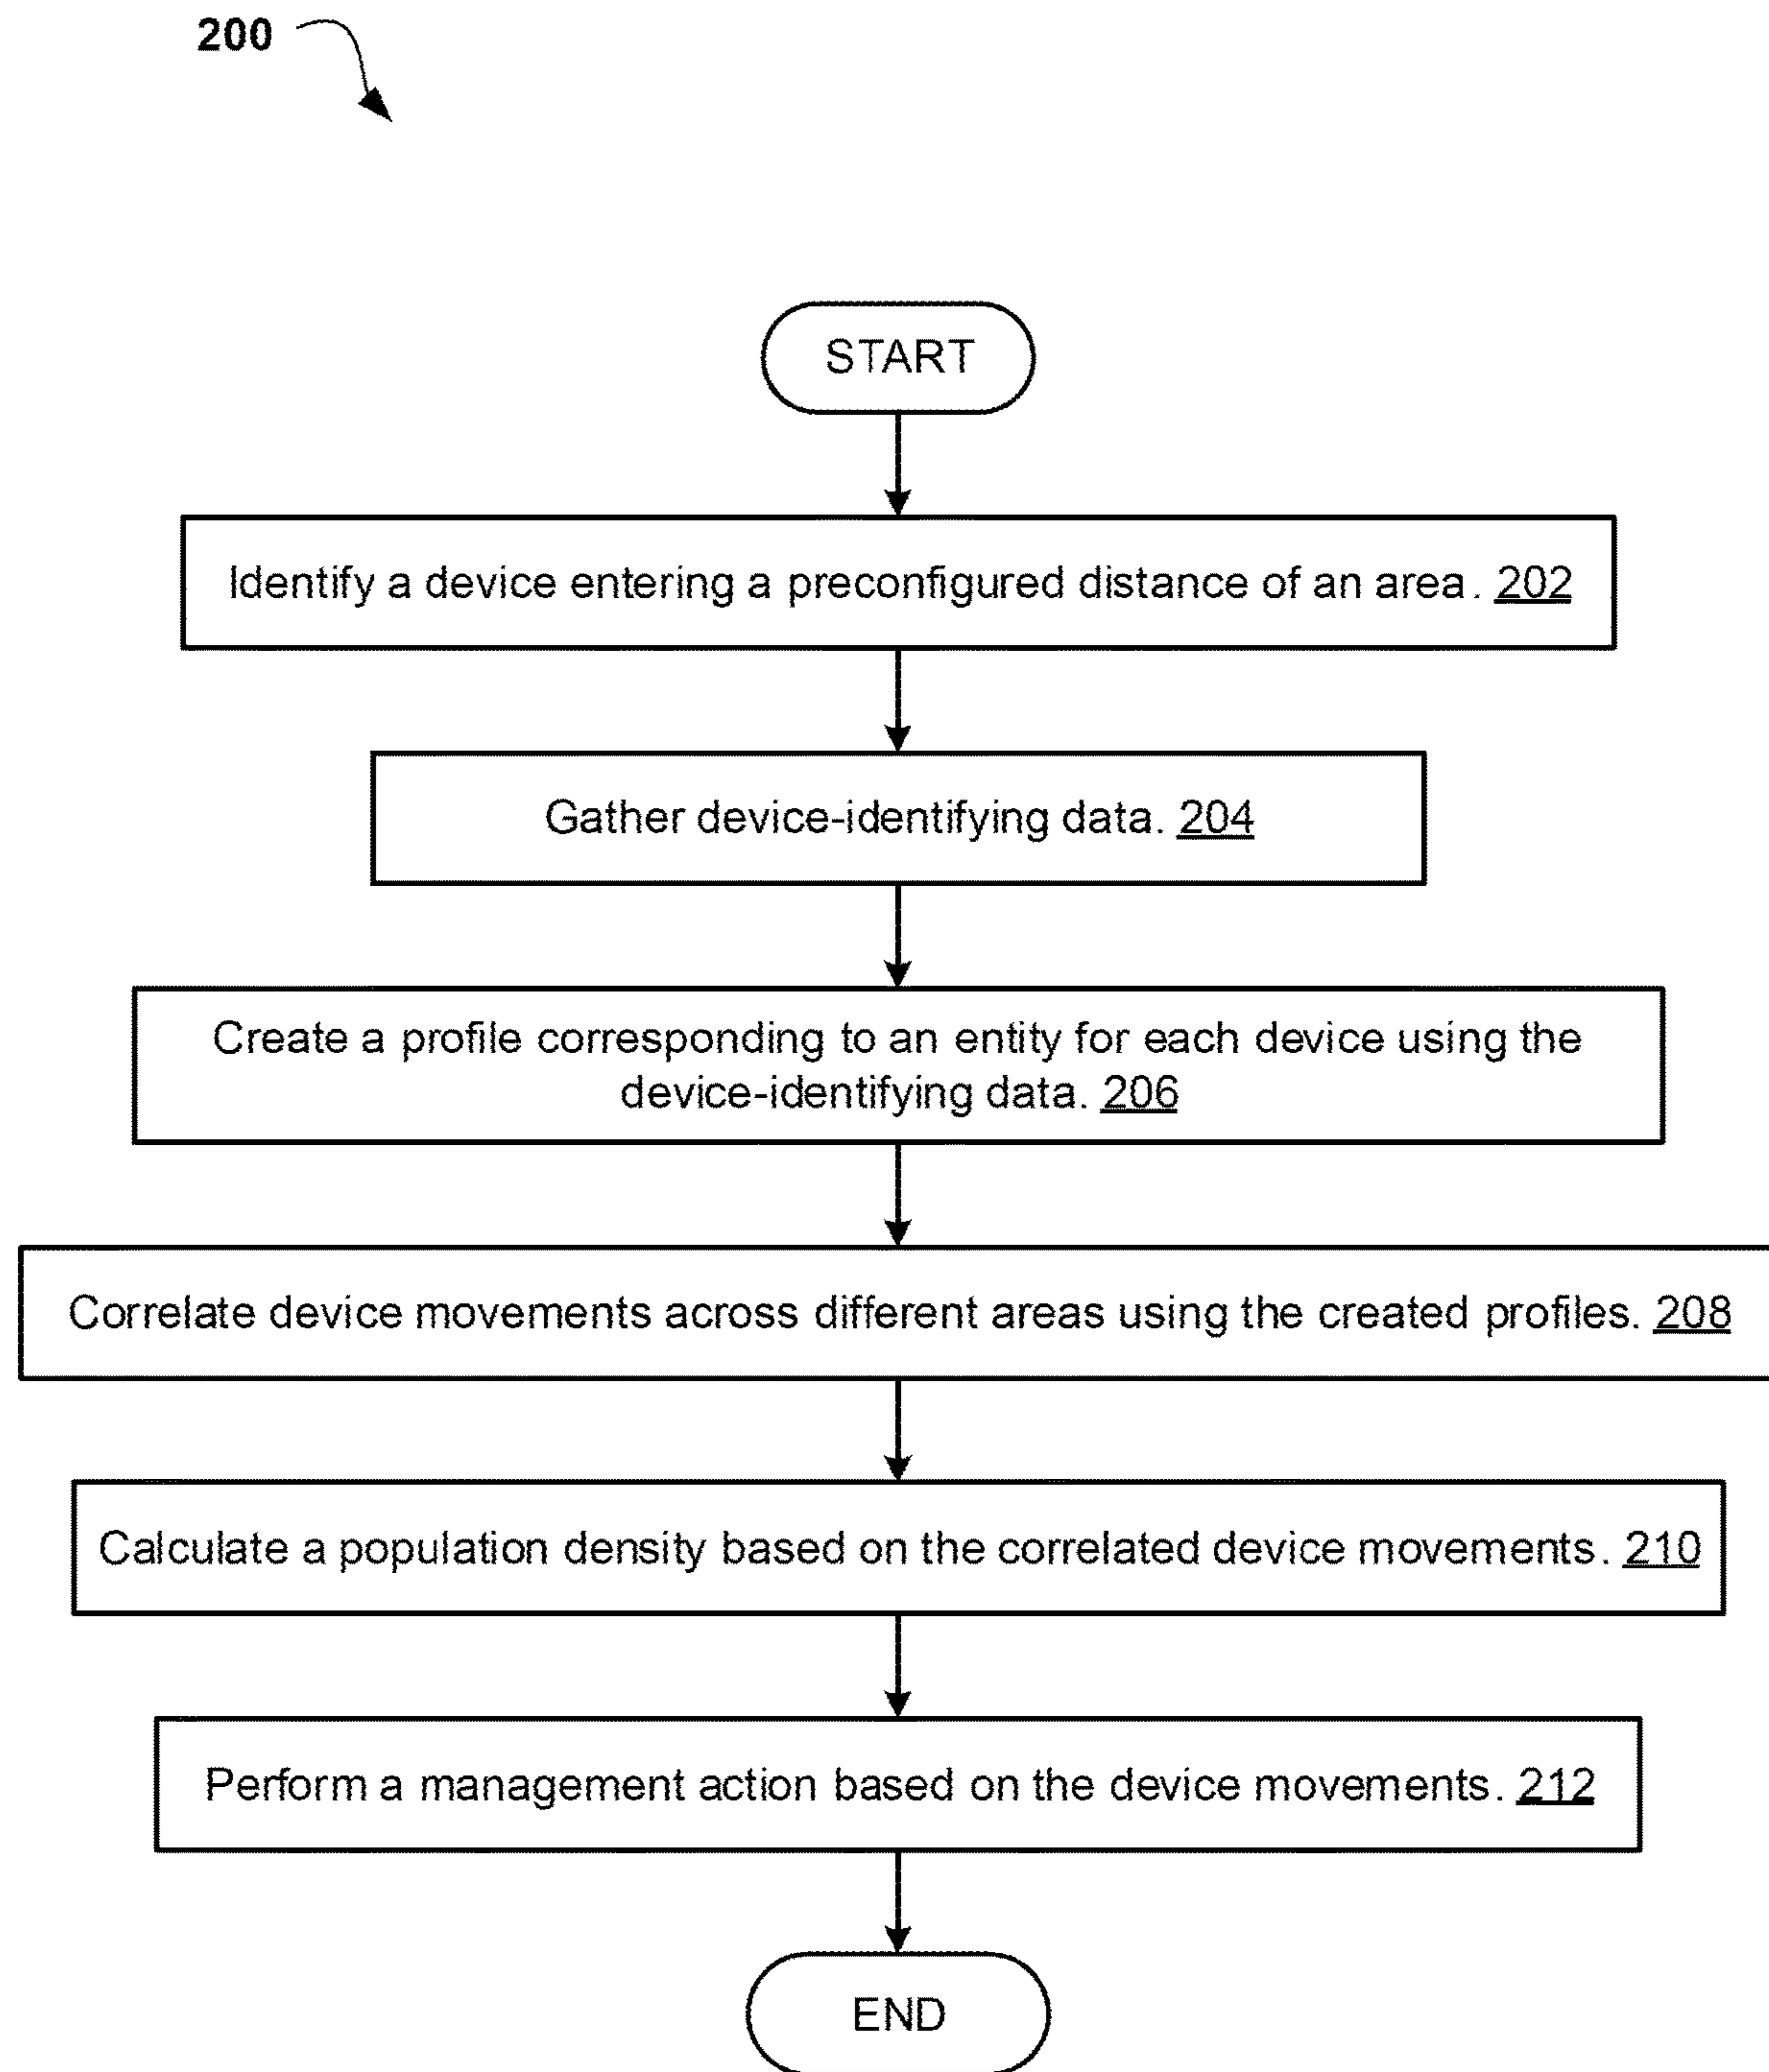 200
START
Identify a device entering a preconfigured distance of an area. 202
Gather device-identifying data. 204
Create a profile corresponding to an entity for each device using the
device-identifying data. 206
Correlate device movements across different areas using the created profiles. 208
Calculate a population density based on the correlated device movements. 210
Perform a management action based on the device movements. 212
END